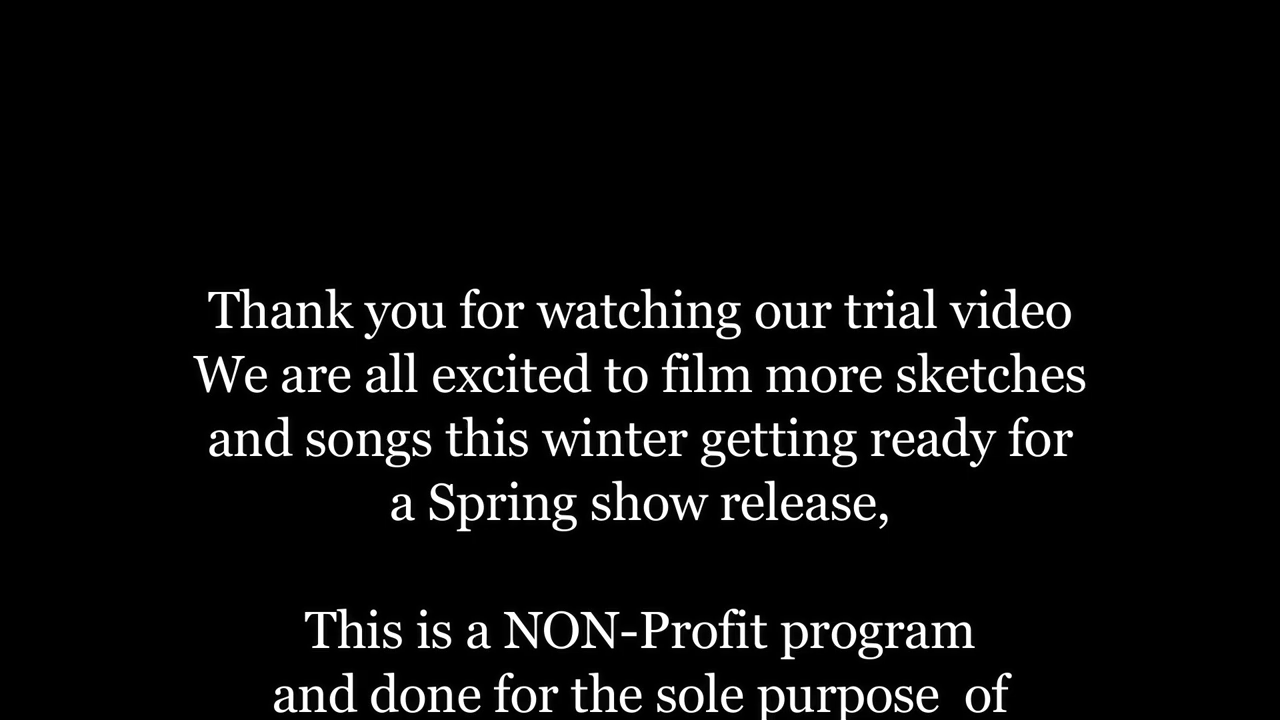 Thank you for watching our trial video
We are all excited to film more sketches
and songs this winter getting ready for
a Spring show release,
This is a NON-Profit program
and done for the sole purpose  of